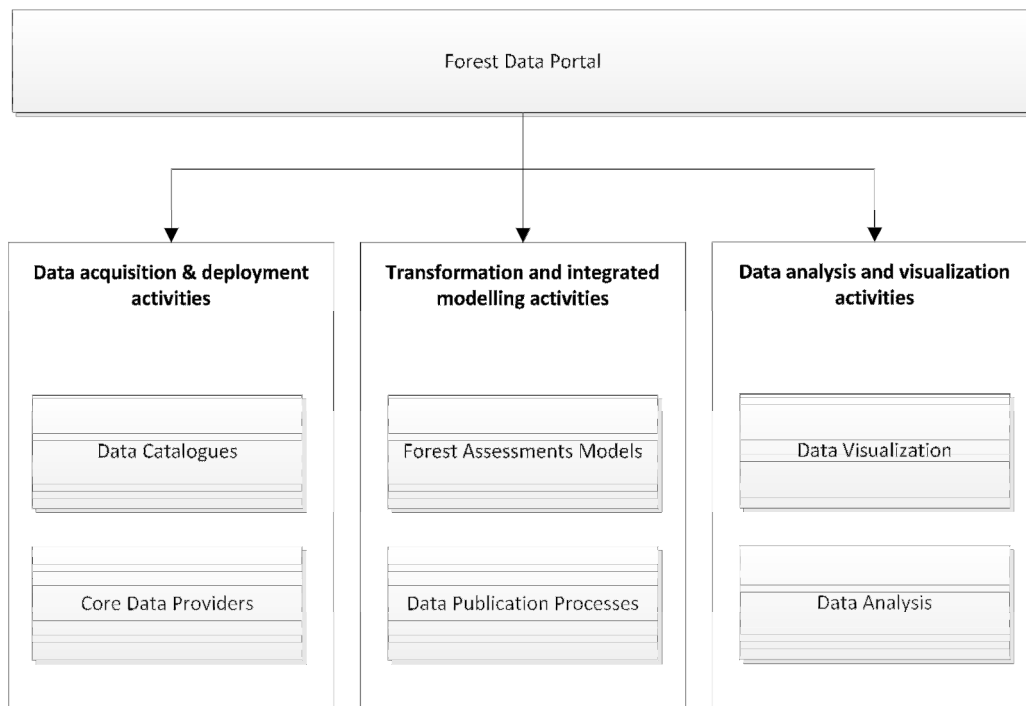 Forest Data Portal
Data acquisition & deployment
activities
Data Catalogues
Core Data Providers
Transformation and integrated
modelling activities
Forest Assessments Models
Data Publication Processes
Data analysis and visualization
activities
Data Visualization
Data Analysis